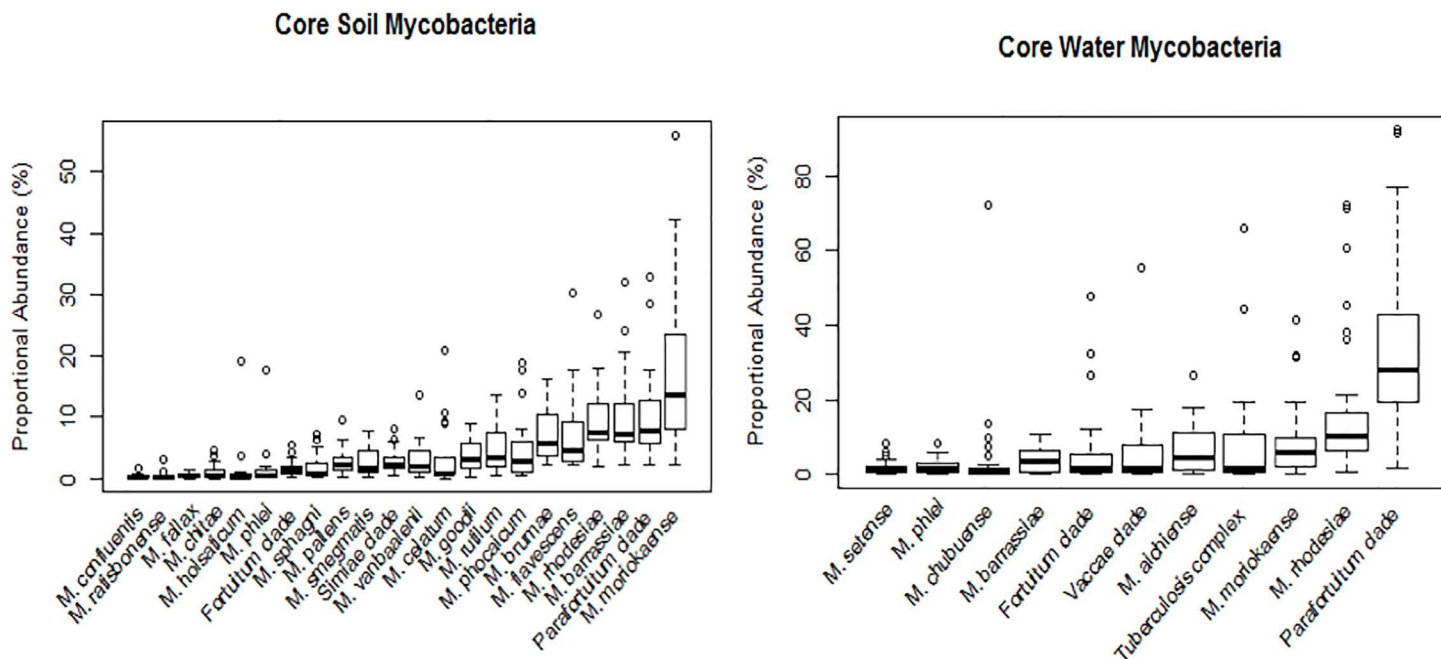 Core Soil Mycobacteria
Proportional Abundance (%)
50
40
30
20
10
0
M. confluentis
M. ratisbonense
M. fallax
M. chitae
M. holsaticum
M. phlei
Fortuitum clade
M. sphagni
M. pallens
M. smegmatis
Simiae clade
M. vanbaalenii
M. celatum
M. goodii
M. rufilum
M. phocaicum
M. brumae
M. flavescens
M. rhodesiae
M. barrassiae
Parafortuitum clade
M. moriokaense
Core Water Mycobacteria
Proportional Abundance (%)
80
60
40
20
0
M. setense
M. phlei
M. chubuense
M. barrassiae
Fortuitum clade
Vaccae clade
M. aichiense
Tuberculosis complex
M. moriokaense
M. rhodesiae
Parafortuitum clade